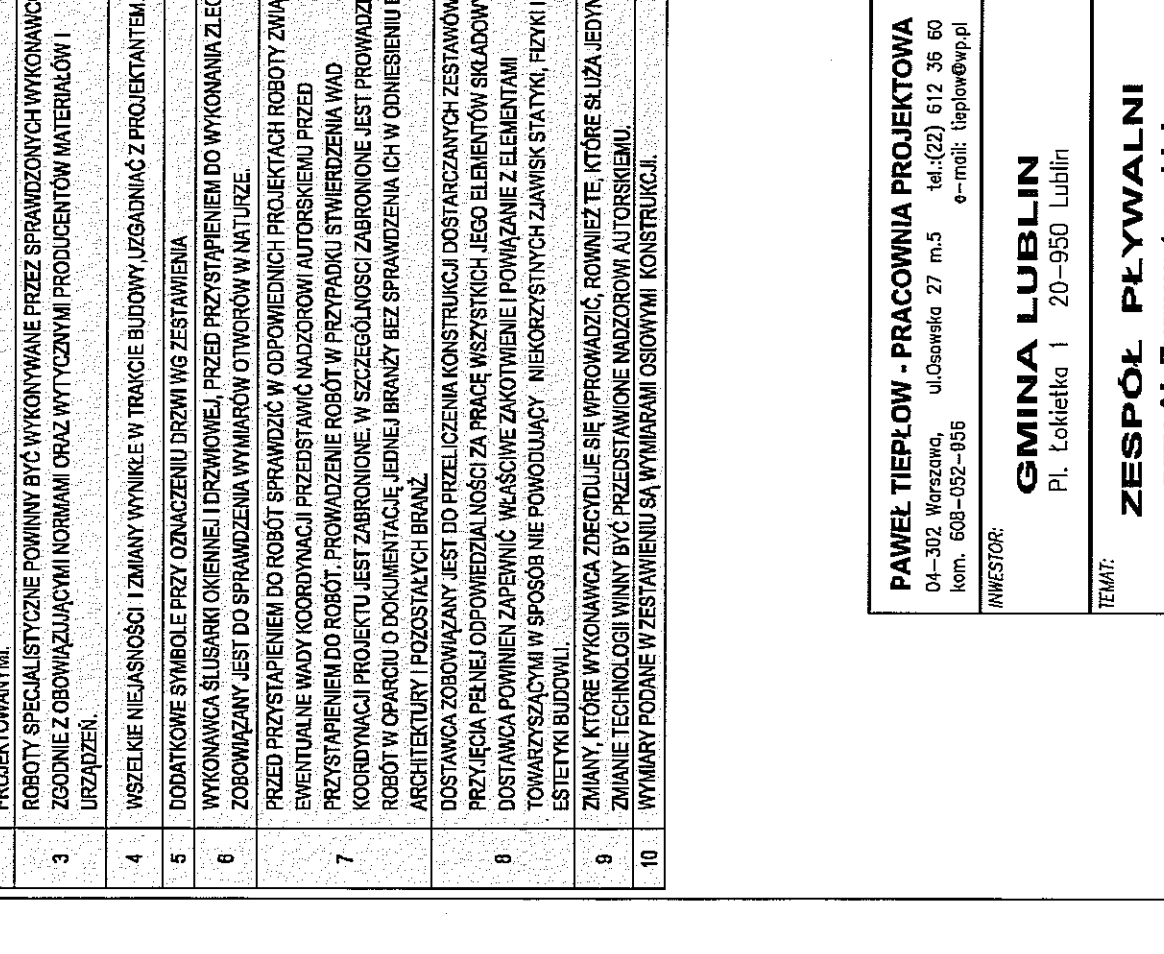 PROJEKTOWANYMI.
3
ROBOTY SPECJALISTYCZNE POWINNY BYĆ WYKONYWANE PRZEZ SPRAWDZONYCH WYKONAWC
ZGODNIE Z OBOWIĄZUJĄCYMI NORMAMI ORAZ WYTYCZNYMI PRODUCENTÓW MATERIAŁÓW I
URZĄDZEŃ.
4
WSZELKIE NIEJASNOŚCI I ZMIANY WYNIKŁE W TRAKCIE BUDOWY,UZGADNIAĆ Z PROJEKTANTEM.
5
DODATKOWE SYMBOLE PRZY OZNACZENIU DRZWI WG ZESTAWIENIA
6
WYKONAWCA ŚLUSARKI OKIENNEJ I DRZWIOWEJ, PRZED PRZYSTĄPIENIEM DO WYKONANIA ZLEC
ZOBOWIĄZANY JEST DO SPRAWDZENIA WYMIARÓW OTWORÓW W NATURZE.
7
PRZED PRZYSTAPIENIEM DO ROBÓT SPRAWDZIĆ W ODPOWIEDNICH PROJEKTACH ROBOTY ZWIĄ
EWENTUALNE WADY KOORDYNACJI PRZEDSTAWIĆ NADZOROWI AUTORSKIEMU PRZED
PRZYSTAPIENIEM DO ROBÓT. PROWADZENIE ROBÓT W PRZYPADKU STWIERDZENIA WAD
KOORDYNACJI PROJEKTU JEST ZABRONIONE. W SZCZEGÓLNOSCI ZABRONIONE JEST PROWADZE
ROBÓT W OPARCIU O DOKUMENTACJĘ JEDNEJ BRANŻY BEZ SPRAWDZENIA ICH W ODNIESIENIU
ARCHITEKTURY I POZOSTAŁYCH BRANŻ.
8
DOSTAWCA ZOBOWIĄZANY JEST DO PRZELICZENIA KONSTRUKCJI DOSTARCZANYCH ZESTAWÓW
PRZYJĘCIA PEŁNEJ ODPOWIEDZIALNOŚCI ZA PRACĘ WSZYSTKICH JEGO ELEMENTÓW SKŁADOWY
DOSTAWCA POWINIEN ZAPEWNIĆ WŁAŚCIWE ZAKOTWIENIE I POWIĄZANIE Z ELEMENTAMI
TOWARZYSZĄCYMI W SPOSÓB NIE POWODUJĄCY NIEKORZYSTNYCH ZJAWISK STATYKI, FIZYKI I
ESTETYKI BUDOWLI.
9
ZMIANY, KTÓRE WYKONAWCA ZDECYDUJE SIĘ WPROWADZIĆ, ROWNIEŻ TE, KTÓRE SŁUŻA JEDYN
ZMIANIE TECHNOLOGII WINNY BYĆ PRZEDSTAWIONE NADZOROWI AUTORSKIEMU.
10
WYMIARY PODANE W ZESTAWIENIU SĄ WYMIARAMI OSIOWYMI KONSTRUKCJI.
PAWEŁ TIEPŁOW - PRACOWNIA PROJEKTOWA
04-302 Warszawa, ul.Osowska 27 m.5 tel.:(22) 612 36 60
kom. 608-052-956 e-mail: tieplow@wp.pl
INWESTOR:
GMINA LUBLIN
Pl. Łokietka 1 20-950 Lublin
TEMAT:
ZESPÓŁ PŁYWALNI